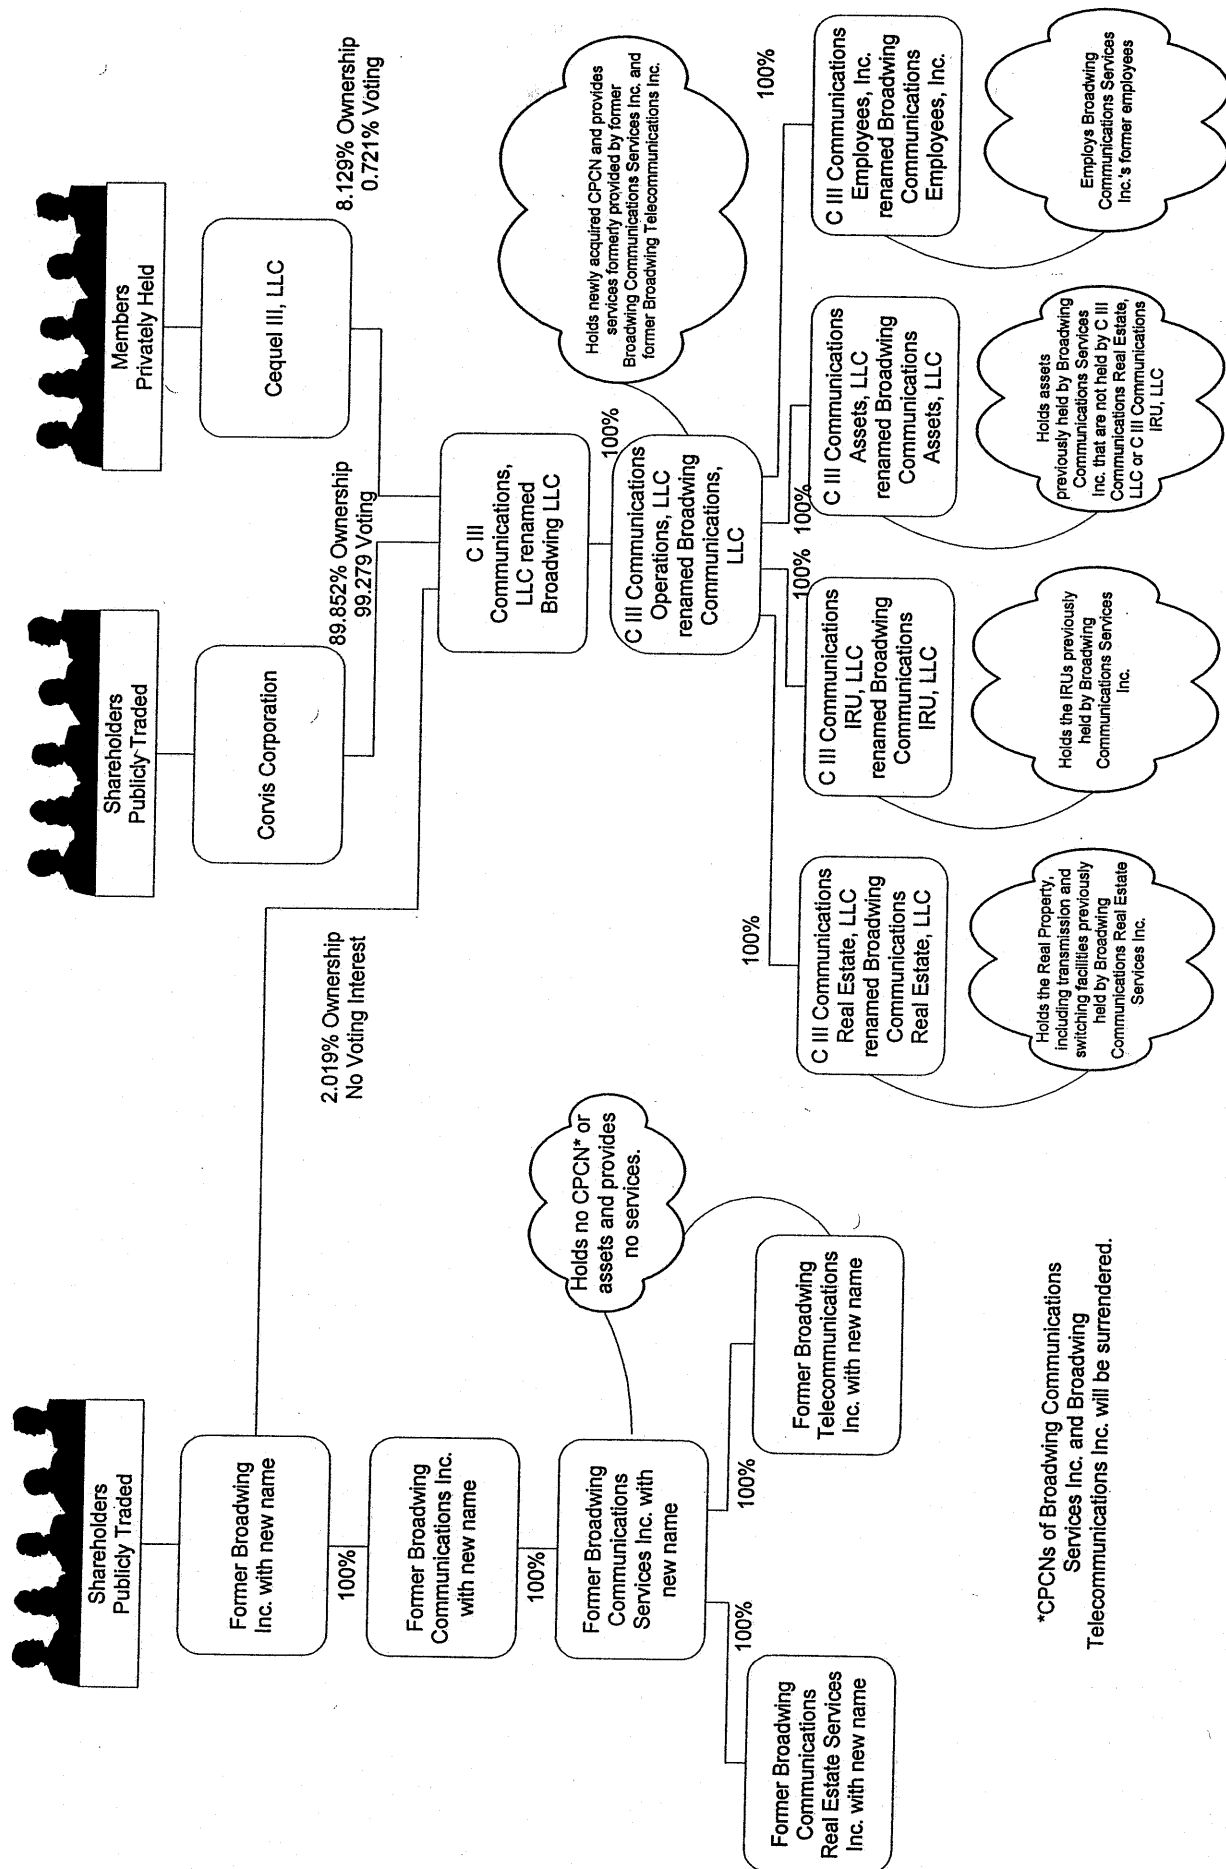 Shareholders
Publicly Traded
Former Broadwing
Inc. with new name
100%
Former Broadwing
Communications Inc.
with new name
100%
Former Broadwing
Communications
Services Inc. with
new name
100%
100%
Former Broadwing
Communications
Real Estate Services
Inc. with new name
Former Broadwing
Telecommunications
Inc. with new name
Holds no CPCN* or
assets and provides
no services.
*CPCNs of Broadwing Communications
Services Inc. and Broadwing
Telecommunications Inc. will be surrendered.
2.019% Ownership
No Voting Interest
Shareholders
Publicly Traded
Corvis Corporation
89.852% Ownership
99.279 Voting
Members
Privately Held
Cequel III, LLC
8.129% Ownership
0.721% Voting
C III
Communications,
LLC renamed
Broadwing LLC
100%
C III Communications
Operations, LLC
renamed Broadwing
Communications,
LLC
Holds newly acquired CPCN and provides
services formerly provided by former
Broadwing Communications Services Inc. and
former Broadwing Telecommunications Inc.
100%
100%
100%
100%
C III Communications
Real Estate, LLC
renamed Broadwing
Communications
Real Estate, LLC
C III Communications
IRU, LLC
renamed Broadwing
Communications
IRU, LLC
C III Communications
Assets, LLC
renamed Broadwing
Communications
Assets, LLC
C III Communications
Employees, Inc.
renamed Broadwing
Communications
Employees, Inc.
Holds the Real Property,
including transmission and
switching facilities previously
held by Broadwing
Communications Real Estate
Services Inc.
Holds the IRUs previously
held by Broadwing
Communications Services
Inc.
Holds assets
previously held by Broadwing
Communications Services
Inc. that are not held by C III
Communications Real Estate,
LLC or C III Communications
IRU, LLC
Employs Broadwing
Communications Services
Inc.'s former employees